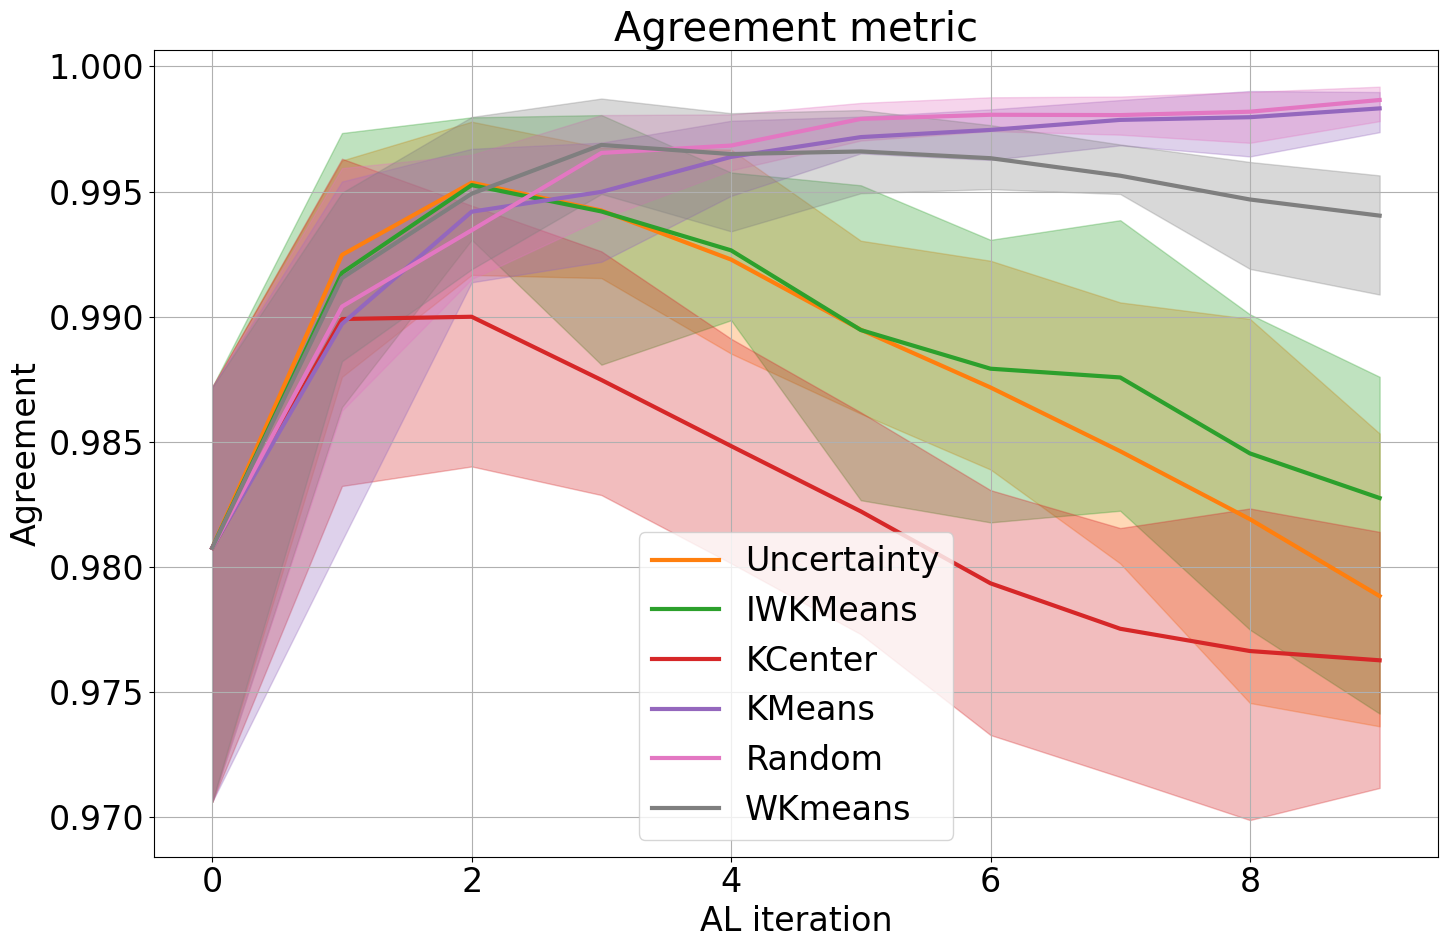 Agreement metric
1.000
0.995
0.990
0.985
0.980
0.975
0.970
Agreement
Uncertainty
IWKMeans
KCenter
KMeans
Random
WKmeans
0 2 4 6 8
AL iteration